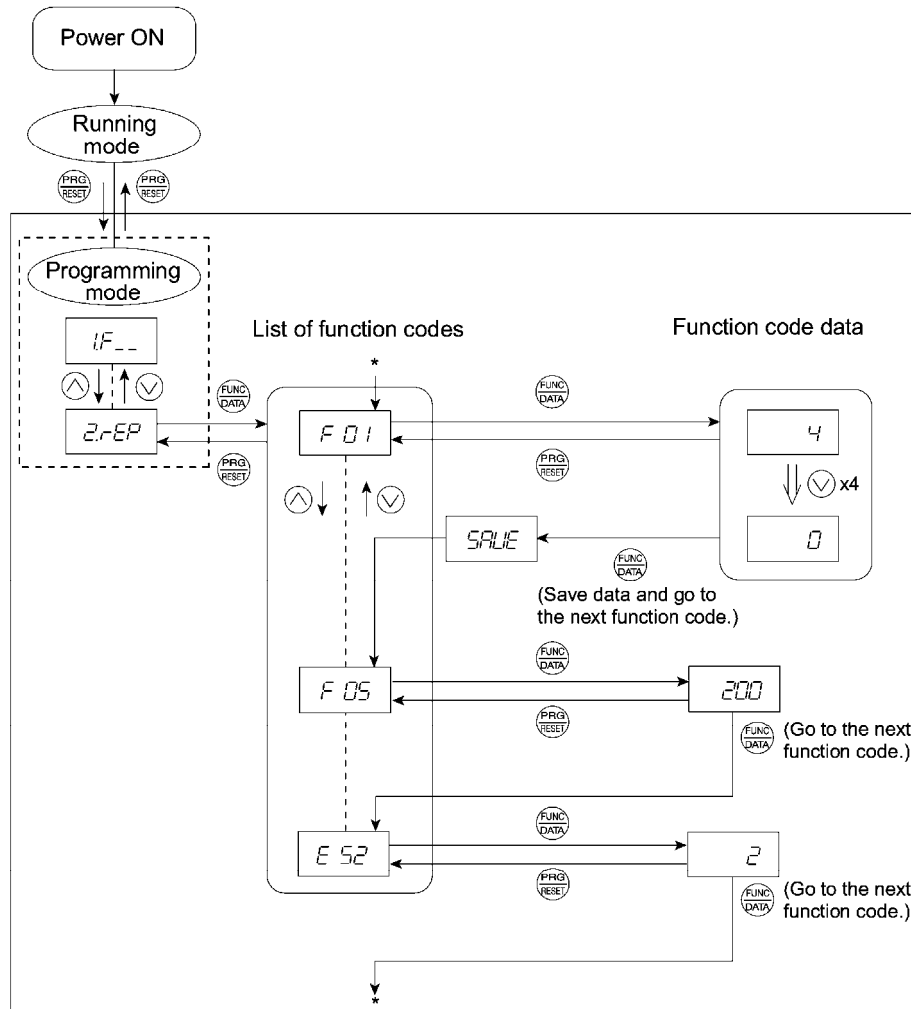 Power ON
Running
mode
PRG
RESET
PRG
RESET
Programming
mode
1.F__
2.rEP
FUNC
DATA
PRG
RESET
List of function codes
*
F 01
FUNC
DATA
PRG
RESET
Function code data
4
x4
0
SAVE
FUNC
DATA
(Save data and go to
the next function code.)
F 05
FUNC
DATA
PRG
RESET
200
FUNC
DATA
(Go to the next
function code.)
E 52
FUNC
DATA
PRG
RESET
2
FUNC
DATA
(Go to the next
function code.)
*